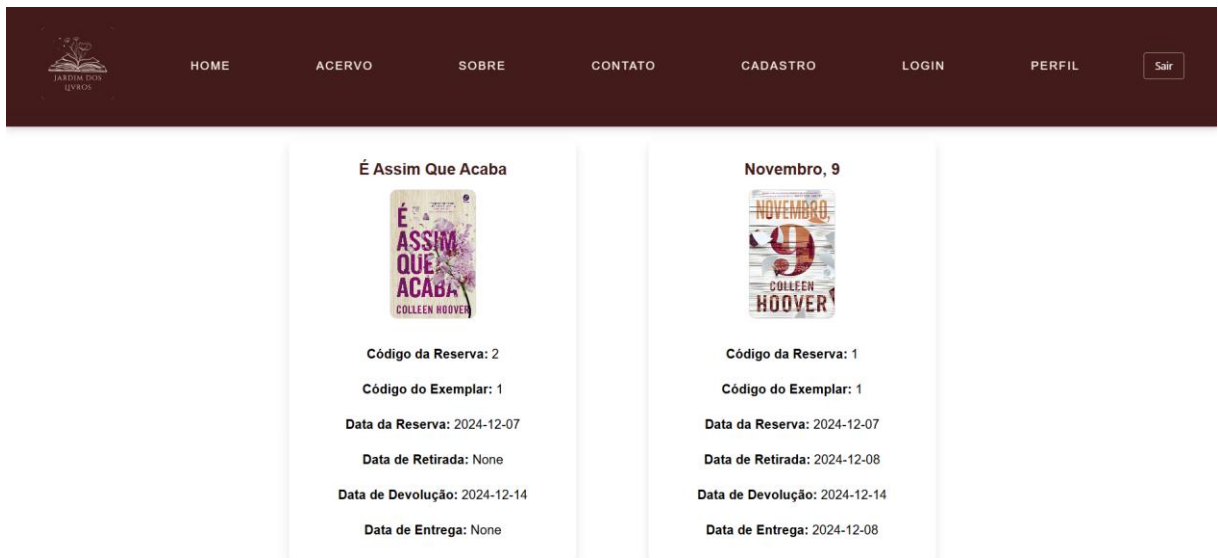 JARDIM DOS
LIVROS
HOME
ACERVO
SOBRE
CONTATO
CADASTRO
LOGIN
PERFIL
Sair
É Assim Que Acaba
É
ASSIM
QUE
ACABA
COLLEEN HOOVER
Código da Reserva: 2
Código do Exemplar: 1
Data da Reserva: 2024-12-07
Data de Retirada: None
Data de Devolução: 2024-12-14
Data de Entrega: None
Novembro, 9
NOVEMBRO,
9
COLLEEN
HOOVER
Código da Reserva: 1
Código do Exemplar: 1
Data da Reserva: 2024-12-07
Data de Retirada: 2024-12-08
Data de Devolução: 2024-12-14
Data de Entrega: 2024-12-08